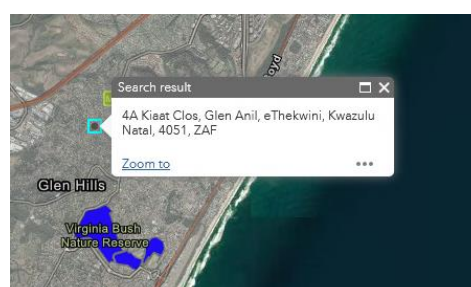 oyd
Search result
4A Kiaat Clos, Glen Anil, eThekwini, Kwazulu
Natal, 4051, ZAF
Zoom to
Glen Hills
Virginia Bush
Nature Reserve